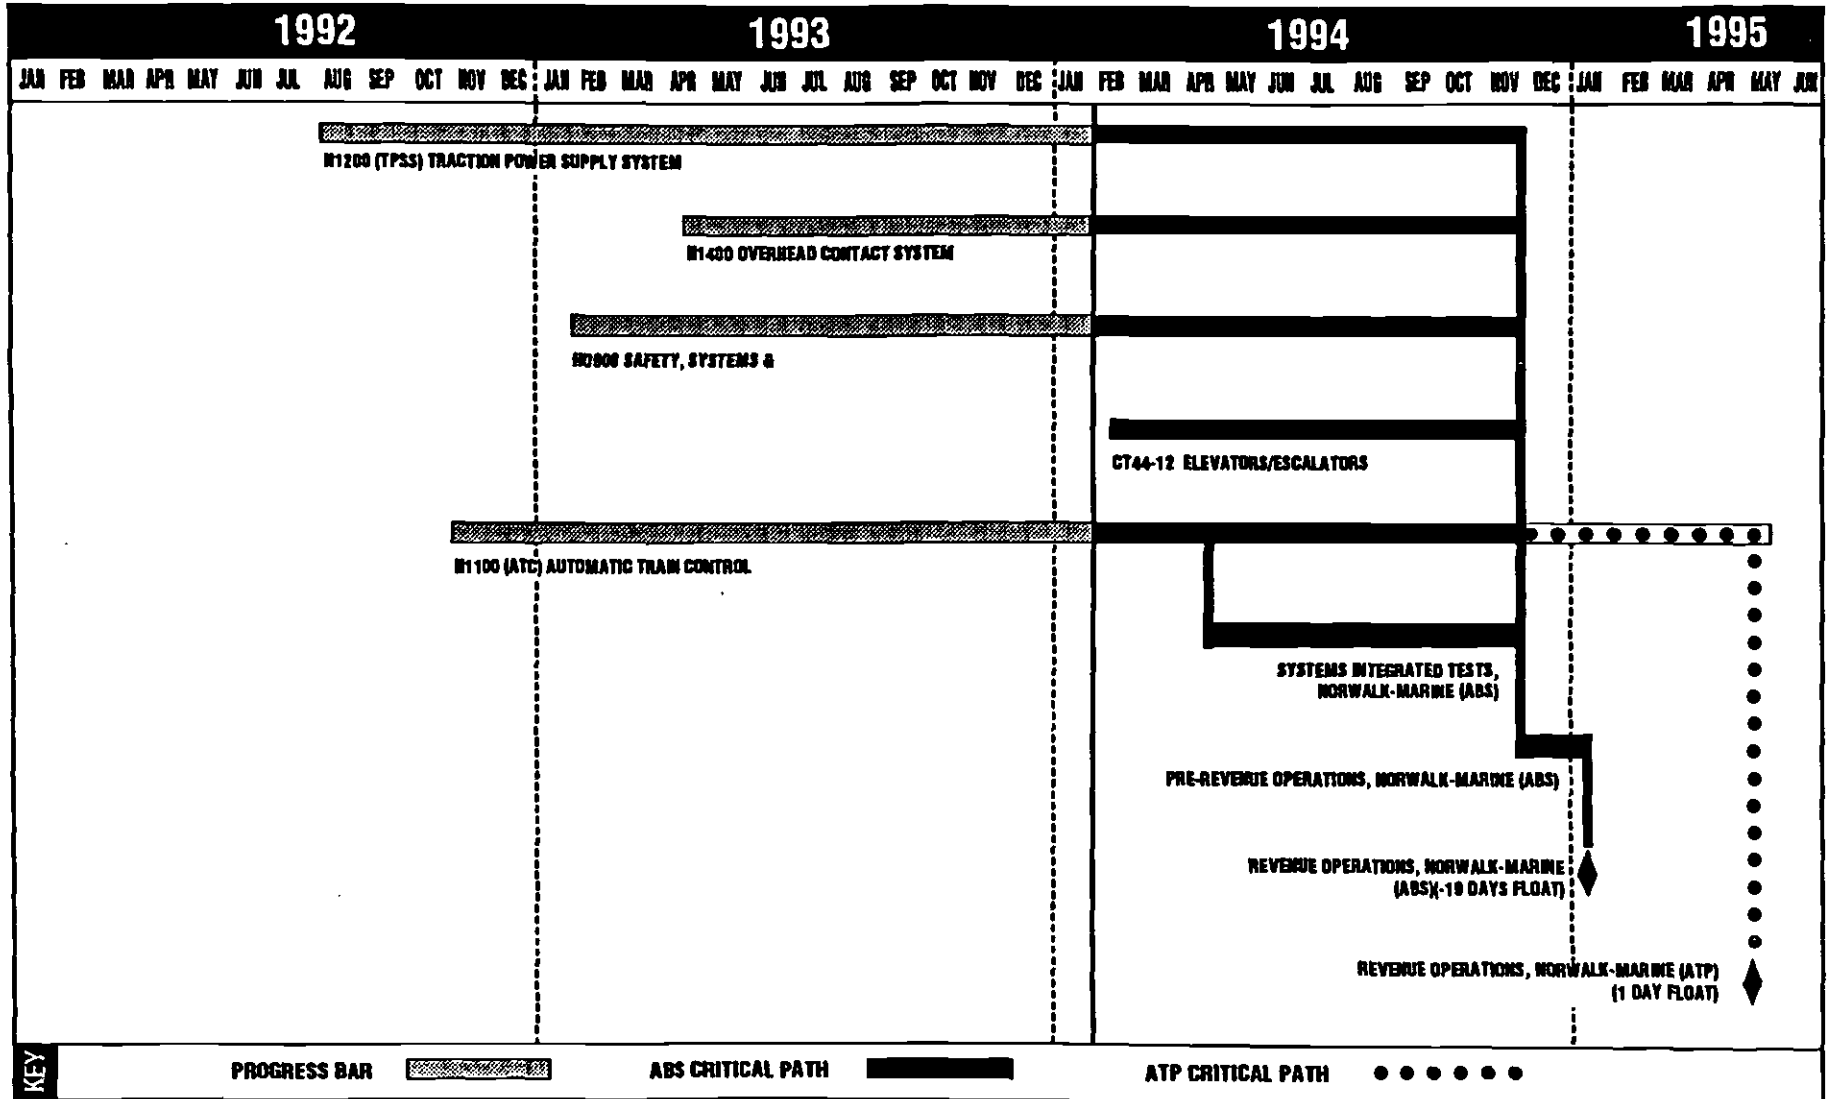 1992 1993 1994 1995
JAN FEB MAR APR MAY JUN JUL AUG SEP OCT NOV DEC JAN FEB MAR APR MAY JUN JUL AUG SEP OCT NOV DEC JAN FEB MAR APR MAY JUN JUL AUG SEP OCT NOV DEC JAN FEB MAR APR MAY JUN
H1200 (TPSS) TRACTION POWER SUPPLY SYSTEM
H1400 OVERHEAD CONTACT SYSTEM
SAFETY, SYSTEMS &
CT44-12 ELEVATORS/ESCALATORS
H1100 (ATC) AUTOMATIC TRAIN CONTROL
SYSTEMS INTEGRATED TESTS,
NORWALK-MARINE (ABS)
PRE-REVENUE OPERATIONS, NORWALK-MARINE (ABS)
REVENUE OPERATIONS, NORWALK-MARINE
DAYS FLOAT)
REVENUE OPERATIONS, NORWALK-MARINE (ATP)
(1 DAY FLOAT)
KEY
PROGRESS BAR
ABS CRITICAL PATH
ATP CRITICAL PATH